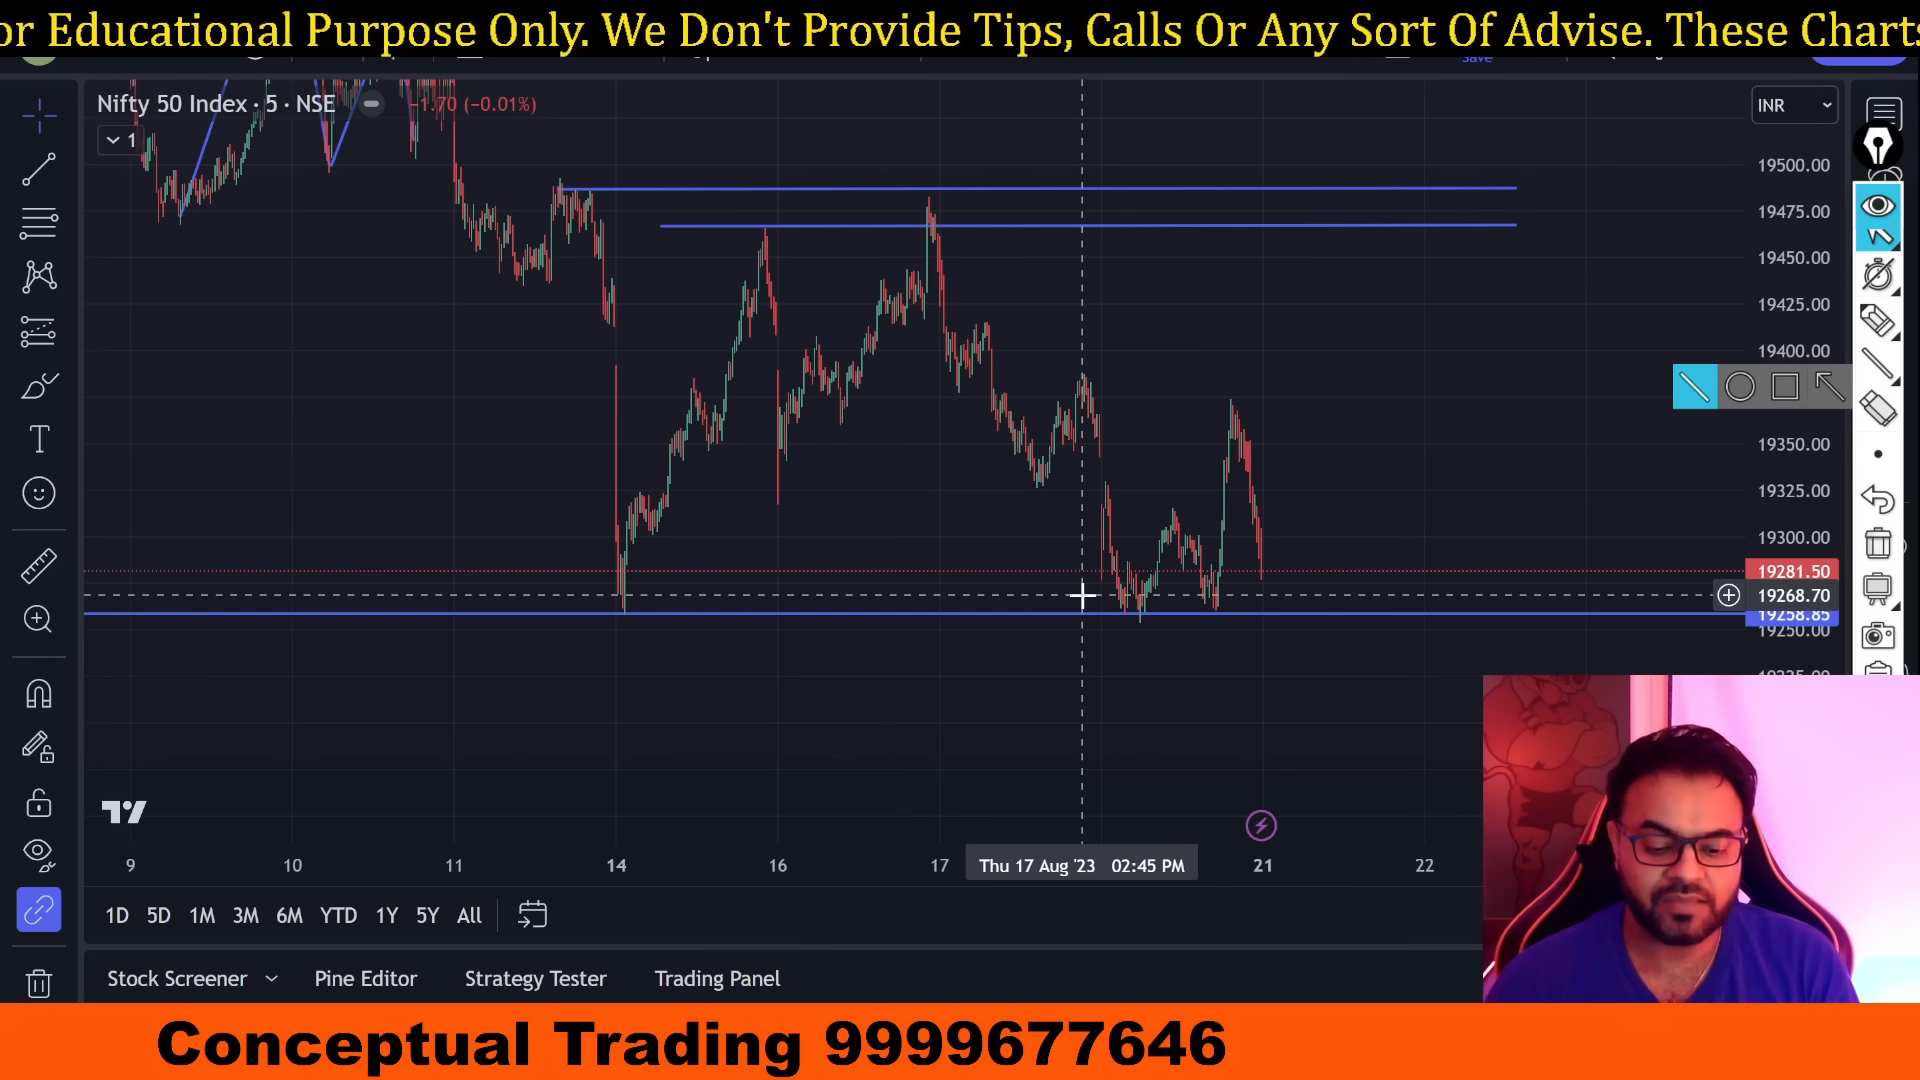 or Educational Purpose Only. We Don't Provide Tips, Calls Or Any Sort Of Advise. These Charts
Save
Nifty 50 Index · 5 · NSE −1.70 (−0.01%)
1
INR
19500.00
19475.00
19450.00
19425.00
19400.00
19350.00
19325.00
19300.00
19281.50
19268.70
19258.85
19250.00
9 10 11 14 16 17 Thu 17 Aug '23 02:45 PM 21 22
1D 5D 1M 3M 6M YTD 1Y 5Y All
Stock Screener Pine Editor Strategy Tester Trading Panel
Conceptual Trading 9999677646